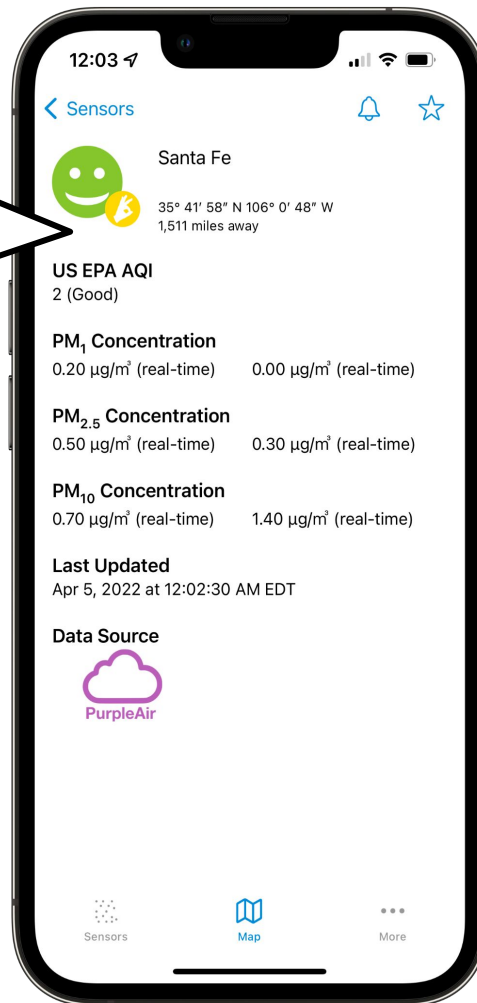 12:03
Sensors
Santa Fe
35° 41′ 58″ N 106° 0′ 48″ W
1,511 miles away
US EPA AQI
2 (Good)
PM₁ Concentration
0.20 µg/m³ (real-time) 0.00 µg/m³ (real-time)
PM₂.₅ Concentration
0.50 µg/m³ (real-time) 0.30 µg/m³ (real-time)
PM₁₀ Concentration
0.70 µg/m³ (real-time) 1.40 µg/m³ (real-time)
Last Updated
Apr 5, 2022 at 12:02:30 AM EDT
Data Source
PurpleAir
Sensors Map More